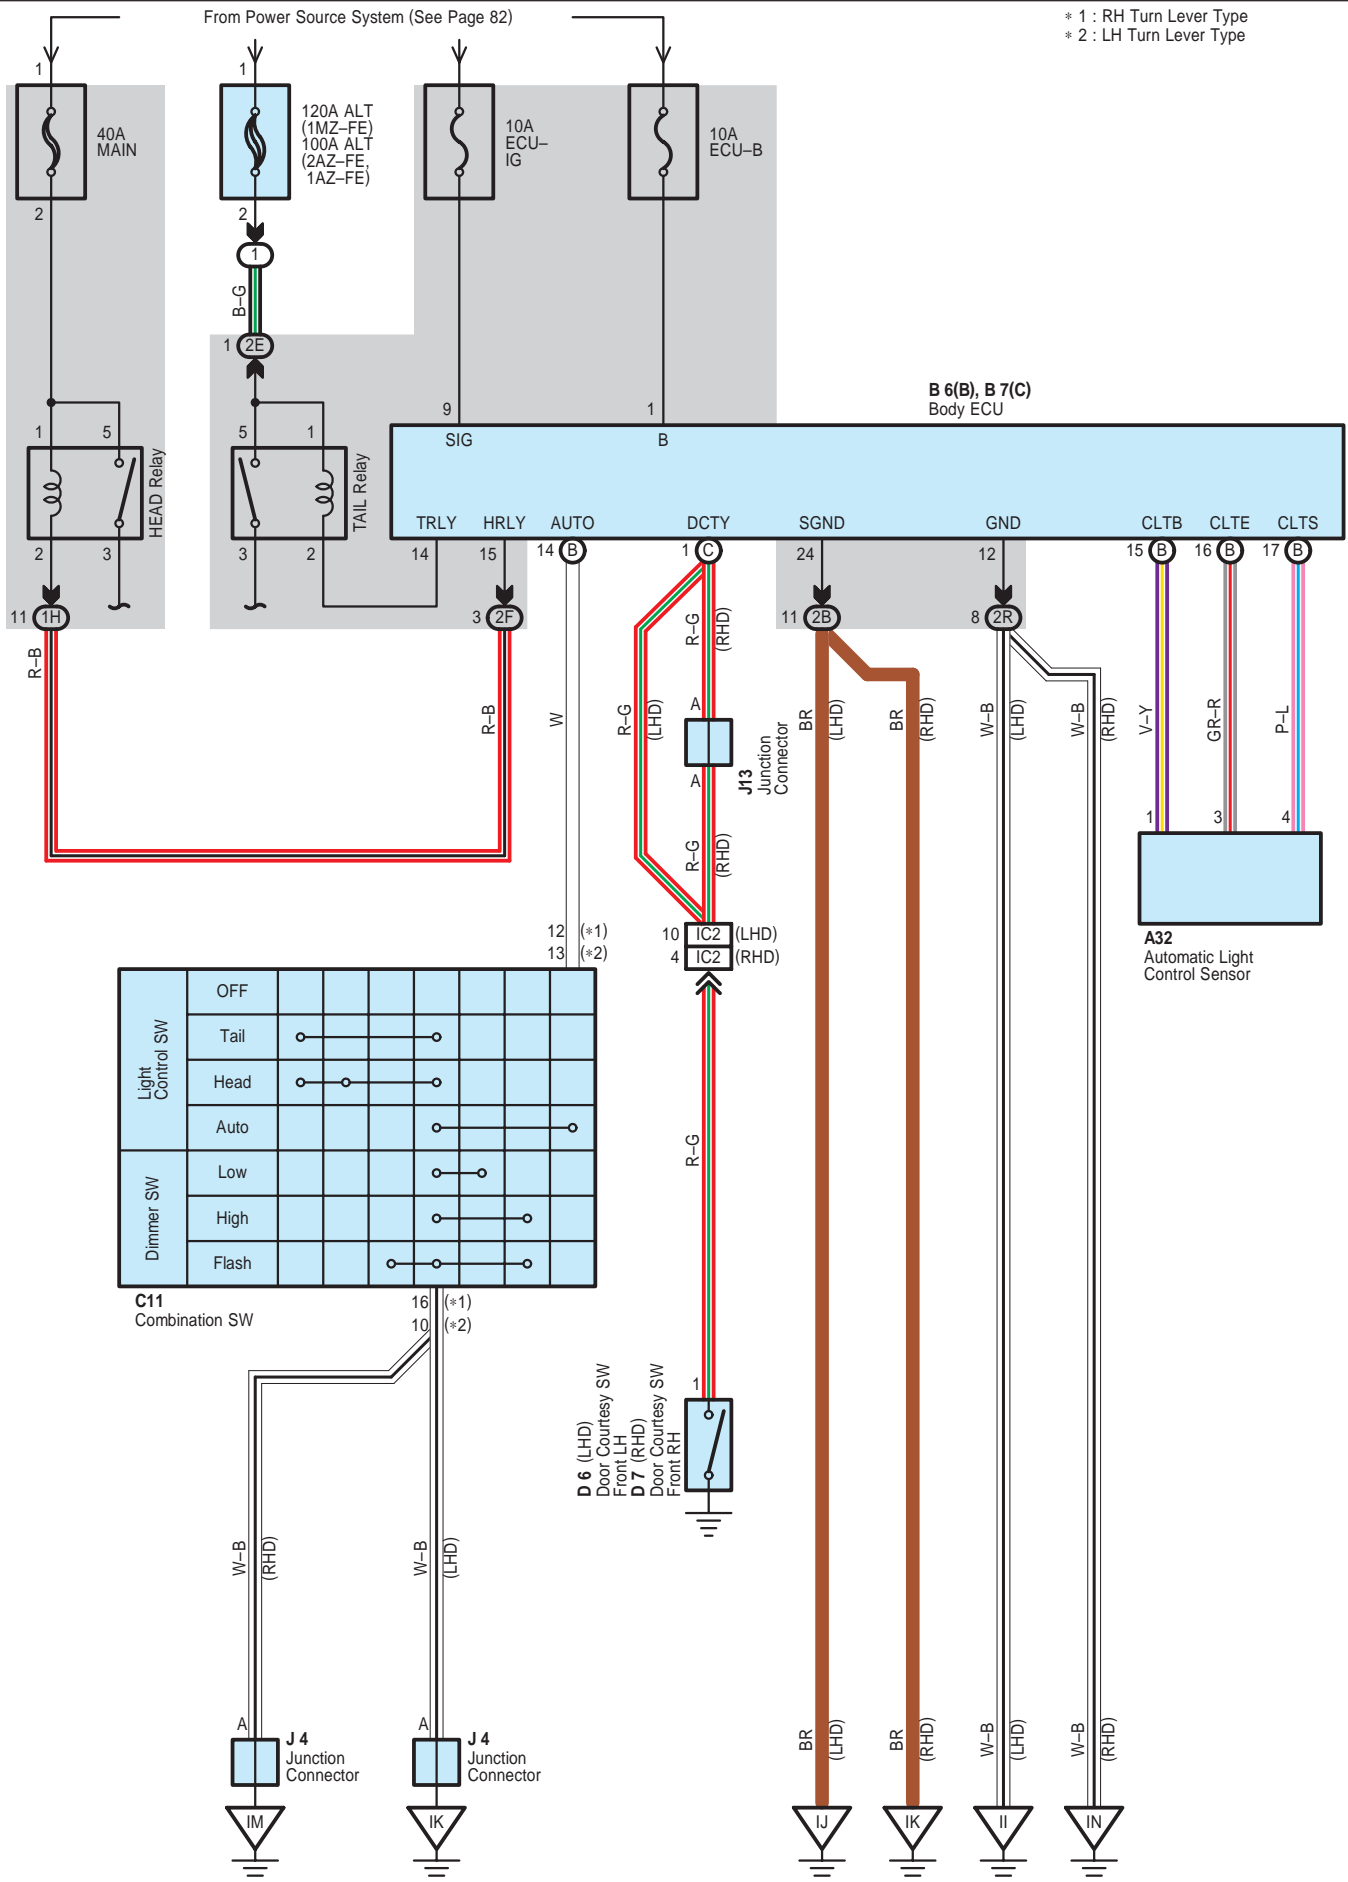 From Power Source System (See Page 82)
∗ 1 : RH Turn Lever Type
∗ 2 : LH Turn Lever Type
1
1
40A
MAIN
120A ALT
(1MZ–FE)
100A ALT
(2AZ–FE,
1AZ–FE)
10A
ECU–
IG
10A
ECU–B
2
2
1
B–G
1
2E
B 6(B), B 7(C)
Body ECU
9
1
1
5
5
1
SIG
B
HEAD Relay
TAIL Relay
TRLY
HRLY
AUTO
DCTY
SGND
GND
CLTB
CLTE
CLTS
2
3
3
2
14
15
14
B
1
C
24
12
15
B
16
B
17
B
11
1H
3
2F
11
2B
8
2R
R–B
R–B
W
R–G
(LHD)
R–G
(RHD)
A
A
J13
Junction
Connector
R–G
(RHD)
BR
(LHD)
BR
(RHD)
W–B
(LHD)
W–B
(RHD)
V–Y
GR–R
P–L
1
3
4
A32
Automatic Light
Control Sensor
12
(∗1)
13
(∗2)
10
IC2
(LHD)
4
IC2
(RHD)
Light
Control SW
OFF
Tail
Head
Auto
Dimmer SW
Low
High
Flash
C11
Combination SW
16
(∗1)
10
(∗2)
R–G
1
D 6 (LHD)
Door Courtesy SW
Front LH
D 7 (RHD)
Door Courtesy SW
Front RH
W–B
(RHD)
W–B
(LHD)
A
J 4
Junction
Connector
A
J 4
Junction
Connector
BR
(LHD)
BR
(RHD)
W–B
(LHD)
W–B
(RHD)
IM
IK
IJ
IK
II
IN